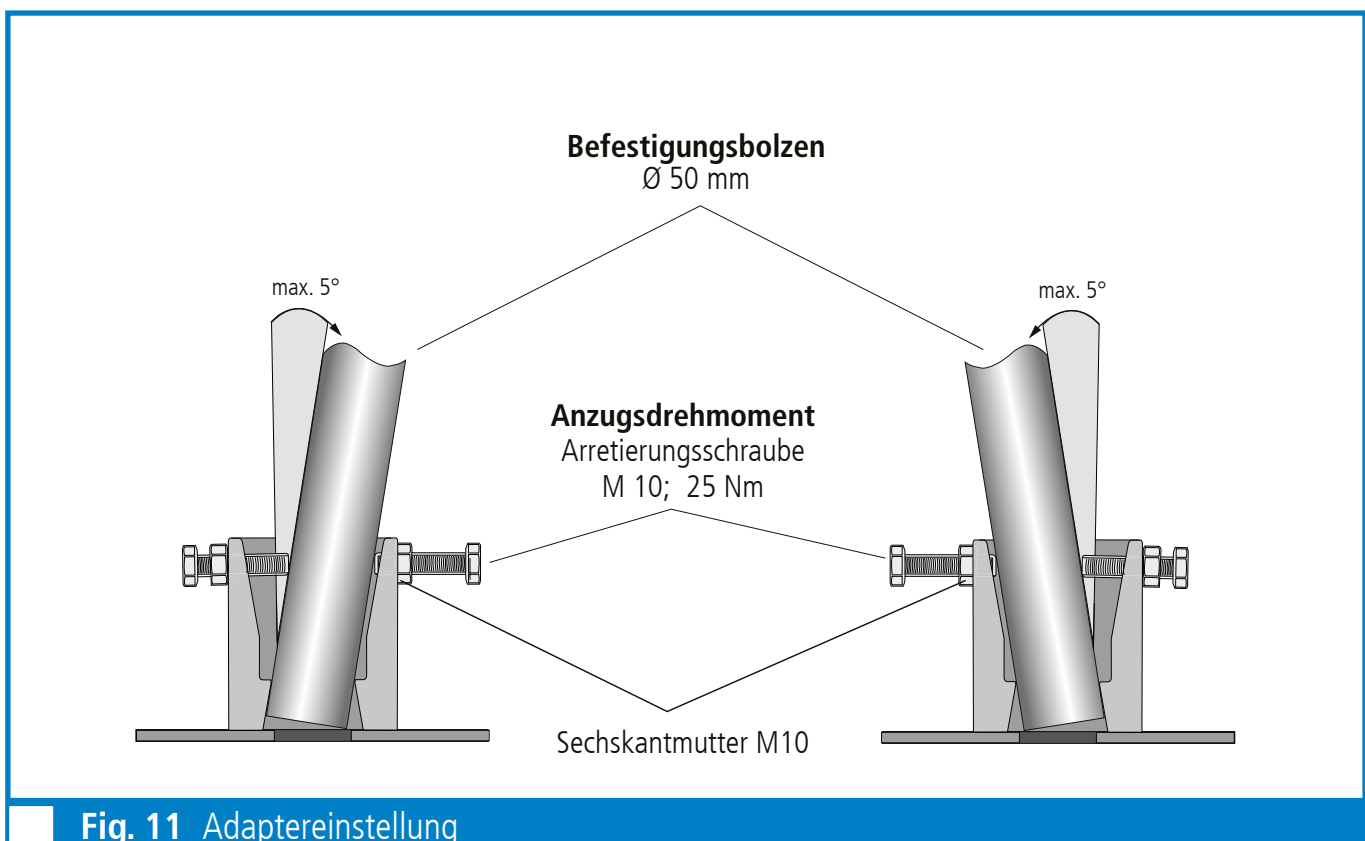 Befestigungsbolzen
Ø 50 mm
max. 5°
max. 5°
Anzugsdrehmoment
Arretierungsschraube
M 10; 25 Nm
Sechskantmutter M10
Fig. 11 Adaptereinstellung